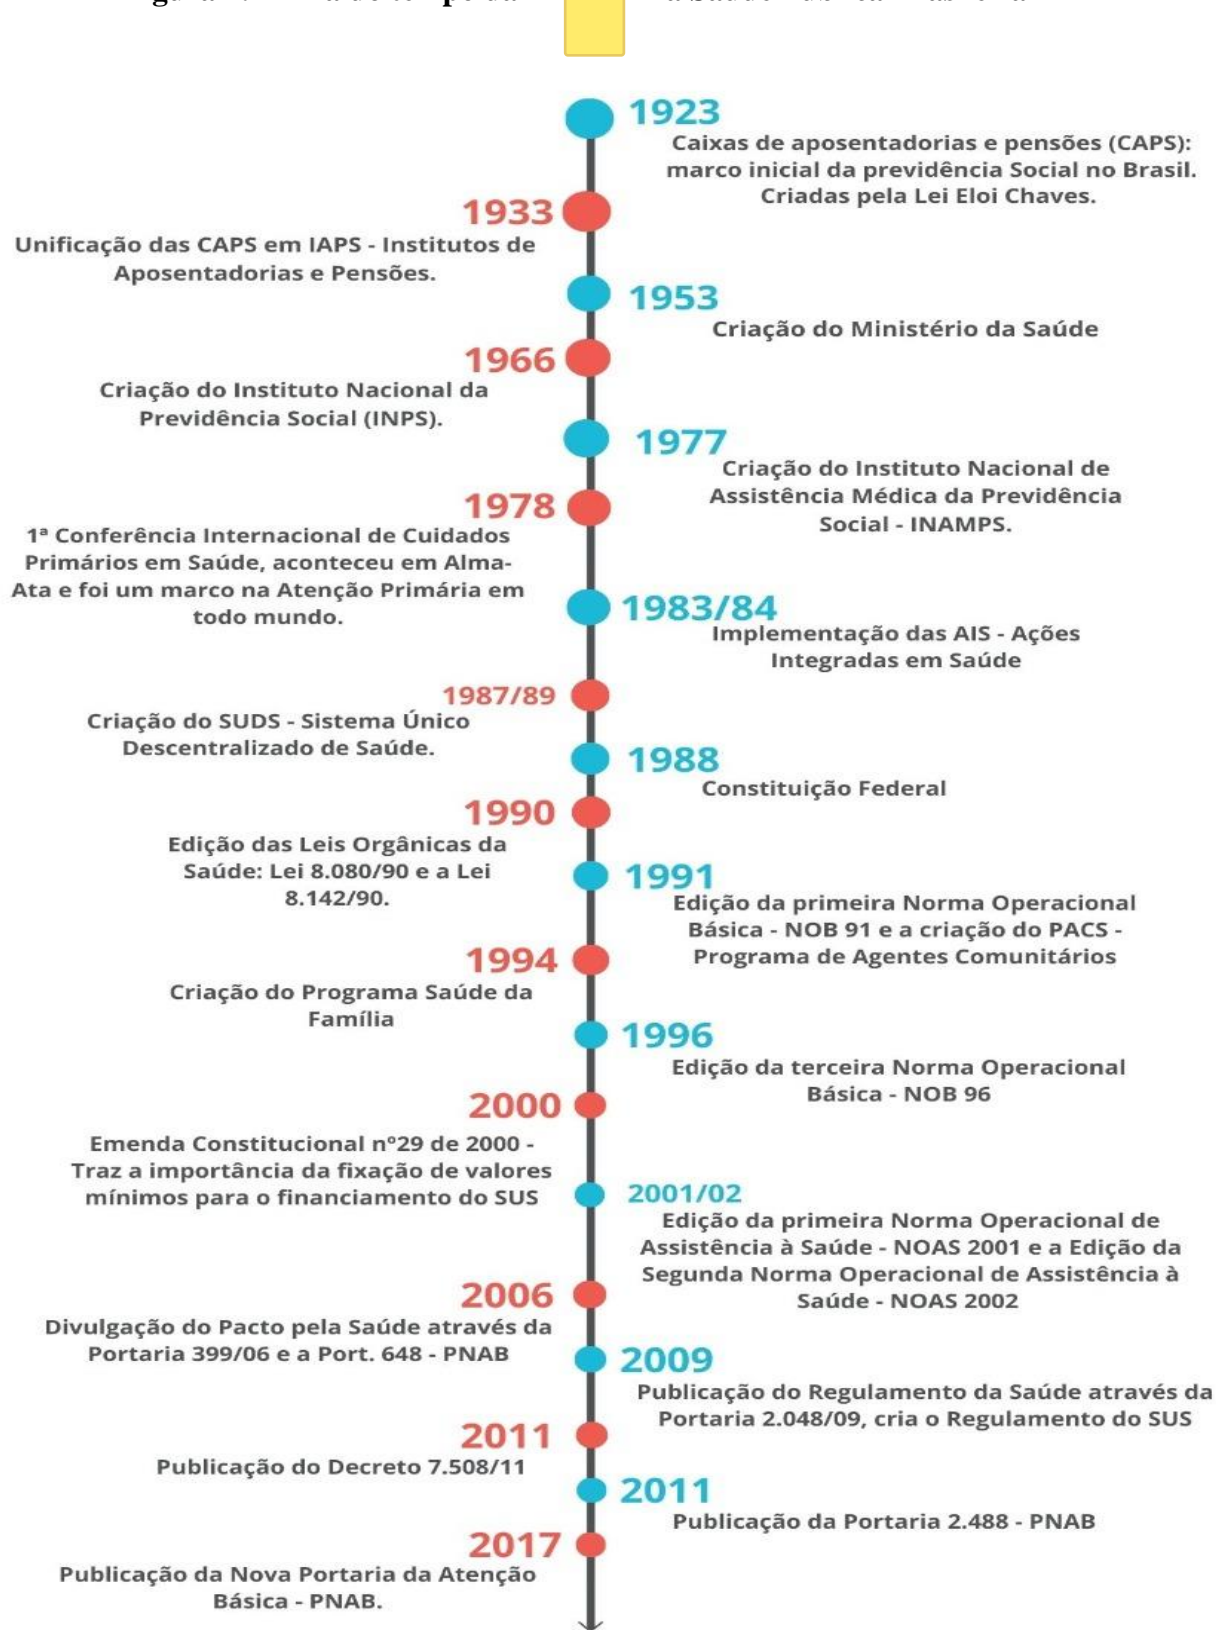 1923
Caixas de aposentadorias e pensões (CAPS):
marco inicial da previdência Social no Brasil.
Criadas pela Lei Eloi Chaves.
1933
Unificação das CAPS em IAPS - Institutos de
Aposentadorias e Pensões.
1953
Criação do Ministério da Saúde
1966
Criação do Instituto Nacional da
Previdência Social (INPS).
1977
Criação do Instituto Nacional de
Assistência Médica da Previdência
Social - INAMPS.
1978
1ª Conferência Internacional de Cuidados
Primários em Saúde, aconteceu em Alma-
Ata e foi um marco na Atenção Primária em
todo mundo.
1983/84
Implementação das AIS - Ações
Integradas em Saúde
1987/89
Criação do SUDS - Sistema Único
Descentralizado de Saúde.
1988
Constituição Federal
1990
Edição das Leis Orgânicas da
Saúde: Lei 8.080/90 e a Lei
8.142/90.
1991
Edição da primeira Norma Operacional
Básica - NOB 91 e a criação do PACS -
Programa de Agentes Comunitários
1994
Criação do Programa Saúde da
Família
1996
Edição da terceira Norma Operacional
Básica - NOB 96
2000
Emenda Constitucional nº29 de 2000 -
Traz a importância da fixação de valores
mínimos para o financiamento do SUS
2001/02
Edição da primeira Norma Operacional de
Assistência à Saúde - NOAS 2001 e a Edição da
Segunda Norma Operacional de Assistência à
Saúde - NOAS 2002
2006
Divulgação do Pacto pela Saúde através da
Portaria 399/06 e a Port. 648 - PNAB
2009
Publicação do Regulamento da Saúde através da
Portaria 2.048/09, cria o Regulamento do SUS
2011
Publicação do Decreto 7.508/11
2011
Publicação da Portaria 2.488 - PNAB
2017
Publicação da Nova Portaria da Atenção
Básica - PNAB.